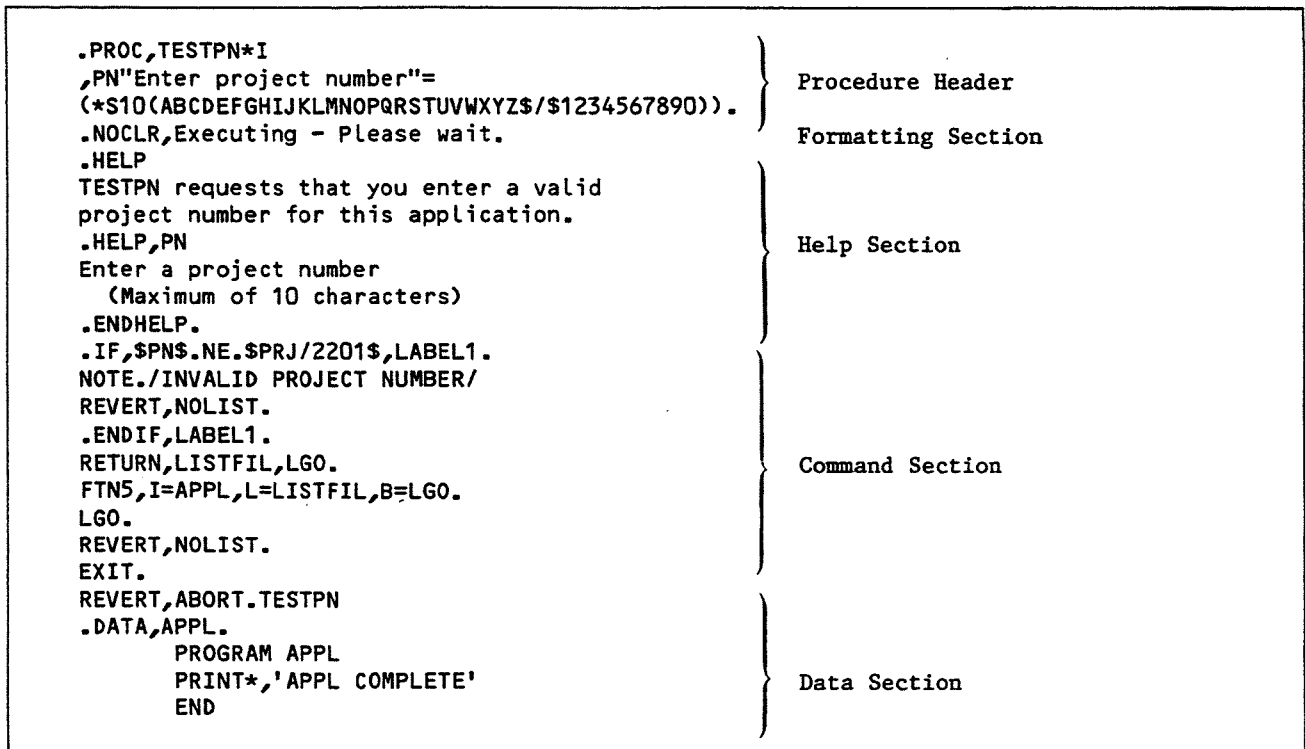 .PROC,TESTPN*I
,PN"Enter project number"=
(*S10(ABCDEFGHIJKLMNOPQRSTUVWXYZ$/$1234567890)).
Procedure Header
.NOCLR,Executing - Please wait.
Formatting Section
.HELP
TESTPN requests that you enter a valid
project number for this application.
.HELP,PN
Help Section
Enter a project number
(Maximum of 10 characters)
.ENDHELP.
.IF,$PN$.NE.$PRJ/2201$,LABEL1.
NOTE./INVALID PROJECT NUMBER/
REVERT,NOLIST.
.ENDIF,LABEL1.
RETURN,LISTFIL,LGO.
Command Section
FTN5,I=APPL,L=LISTFIL,B=LGO.
LGO.
REVERT,NOLIST.
EXIT.
REVERT,ABORT.TESTPN
.DATA,APPL.
PROGRAM APPL
PRINT*,'APPL COMPLETE'
Data Section
END